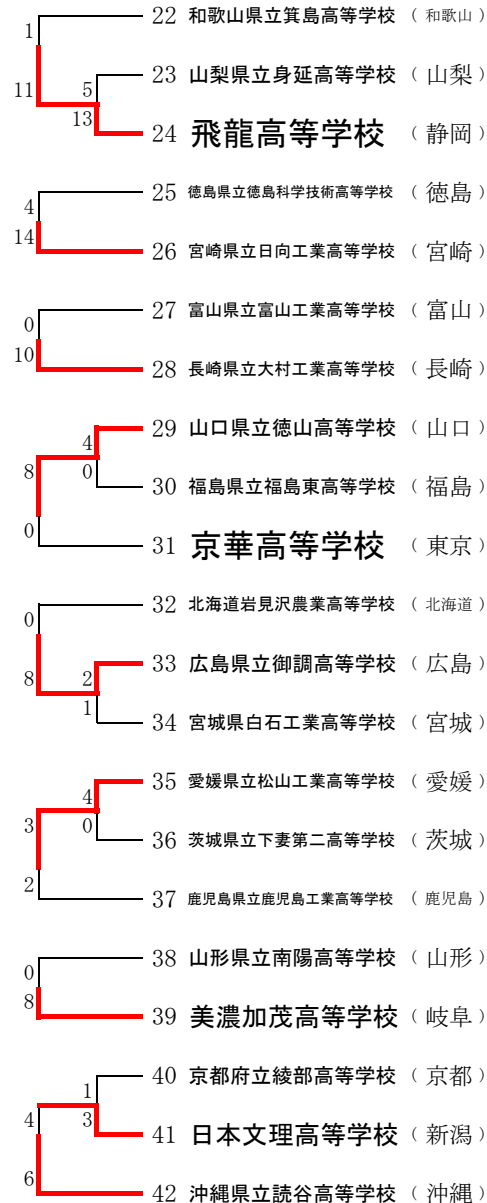 22 和歌山県立箕島高等学校 （ 和歌山 ）
1
23 山梨県立身延高等学校 （ 山梨 ）
11 5
13
24 飛龍高等学校 （ 静岡 ）
25 徳島県立徳島科学技術高等学校 （ 徳島 ）
4
14
26 宮崎県立日向工業高等学校 （ 宮崎 ）
27 富山県立富山工業高等学校 （ 富山 ）
0
10
28 長崎県立大村工業高等学校 （ 長崎 ）
29 山口県立徳山高等学校 （ 山口 ）
4
8 0
30 福島県立福島東高等学校 （ 福島 ）
0
31 京華高等学校 （ 東京 ）
32 北海道岩見沢農業高等学校 （ 北海道 ）
0
33 広島県立御調高等学校 （ 広島 ）
8 2
1
34 宮城県白石工業高等学校 （ 宮城 ）
35 愛媛県立松山工業高等学校 （ 愛媛 ）
4
3 0
36 茨城県立下妻第二高等学校 （ 茨城 ）
2
37 鹿児島県立鹿児島工業高等学校 （ 鹿児島 ）
38 山形県立南陽高等学校 （ 山形 ）
0
8
39 美濃加茂高等学校 （ 岐阜 ）
40 京都府立綾部高等学校 （ 京都 ）
1
4 3
41 日本文理高等学校 （ 新潟 ）
6
42 沖縄県立読谷高等学校 （ 沖縄 ）